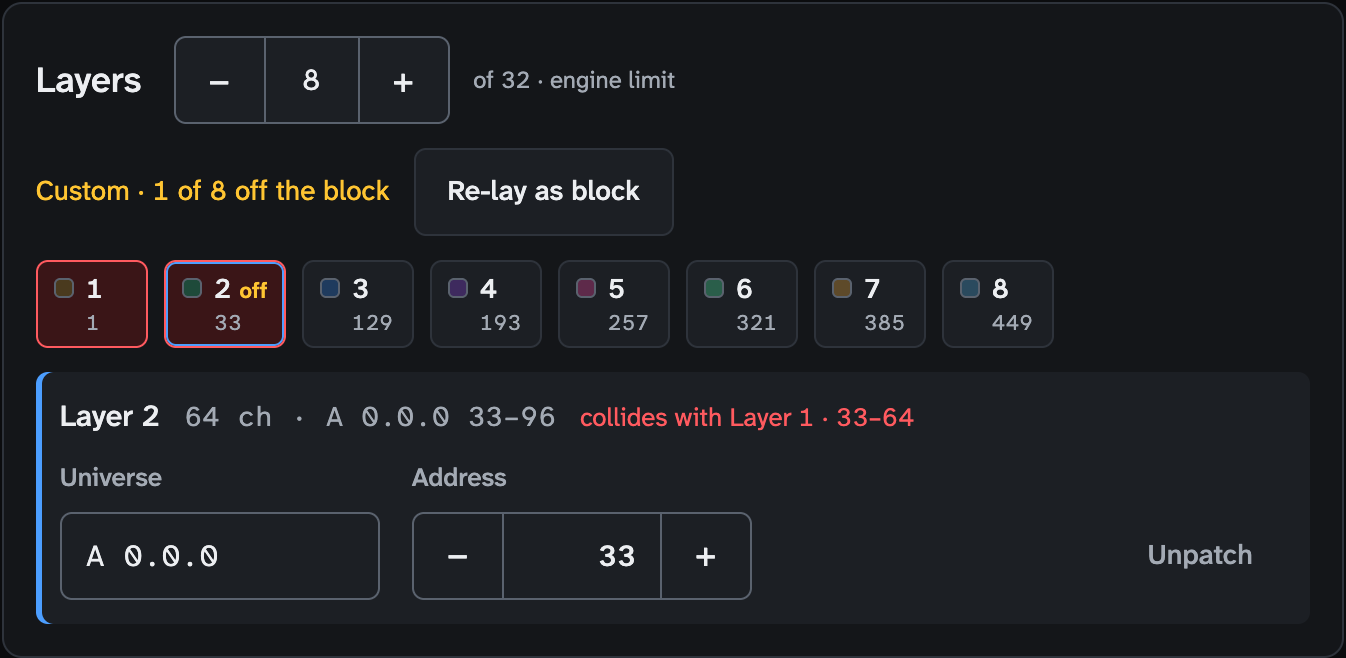 Layers − 8 + of 32 · engine limit
Custom · 1 of 8 off the block Re-lay as block
1 2 off 3 4 5 6 7 8
1 33 129 193 257 321 385 449
Layer 2 64 ch · A 0.0.0 33–96 collides with Layer 1 · 33–64
Universe Address
A 0.0.0 − 33 + Unpatch